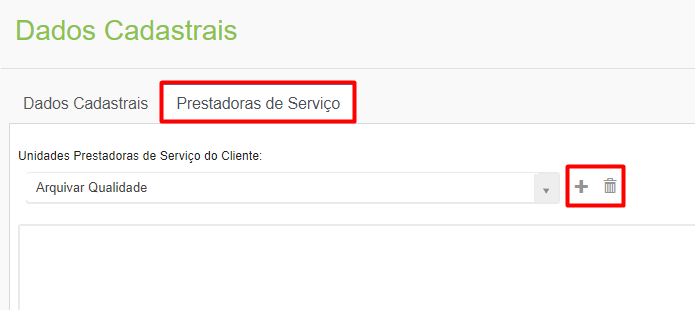 Dados Cadastrais
Dados Cadastrais Prestadoras de Serviço
Unidades Prestadoras de Serviço do Cliente:
Arquivar Qualidade